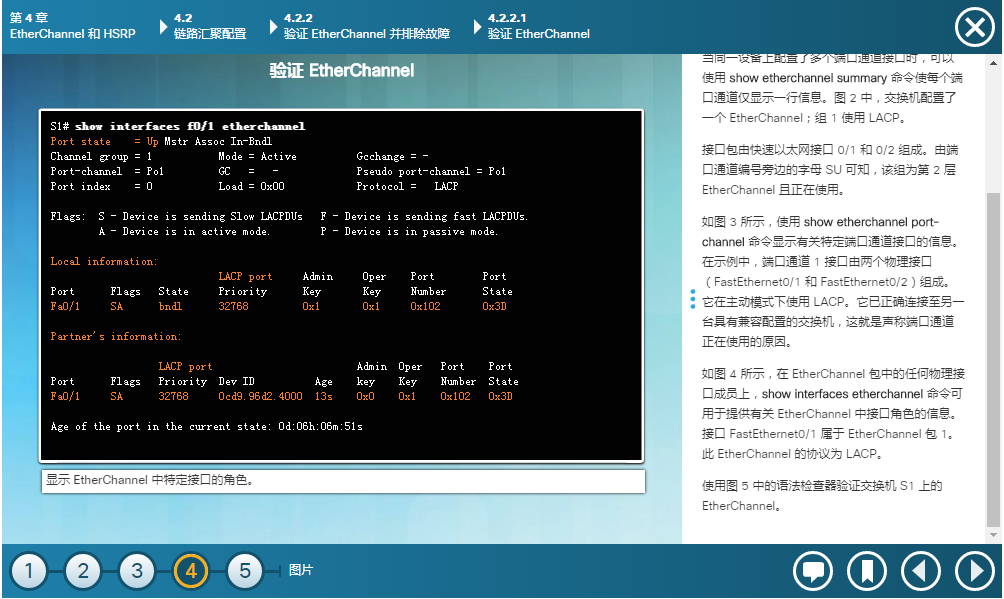 第 4 章
EtherChannel 和 HSRP
4.2
链路汇聚配置
4.2.2
验证 EtherChannel 并排除故障
4.2.2.1
验证 EtherChannel
验证 EtherChannel
S1# show interfaces f0/1 etherchannel
Port state = Up Mstr Assoc In-Bndl
Channel group = 1 Mode = Active Gcchange = -
Port-channel = Po1 GC = - Pseudo port-channel = Po1
Port index = 0 Load = 0x00 Protocol = LACP
Flags: S - Device is sending Slow LACPDUs F - Device is sending fast LACPDUs.
A - Device is in active mode. P - Device is in passive mode.
Local information:
LACP port Admin Oper Port Port
Port Flags State Priority Key Key Number State
Fa0/1 SA bndl 32768 0x1 0x1 0x102 0x3D
Partner's information:
LACP port Admin Oper Port Port
Port Flags Priority Dev ID Age key Key Number State
Fa0/1 SA 32768 0cd9.96d2.4000 13s 0x0 0x1 0x102 0x3D
Age of the port in the current state: 0d:06h:06m:51s
显示 EtherChannel 中特定接口的角色。
当同一设备上配置了多个端口通道接口时，可以
使用 show etherchannel summary 命令使每个端
口通道仅显示一行信息。图 2 中，交换机配置了
一个 EtherChannel；组 1 使用 LACP。
接口包由快速以太网接口 0/1 和 0/2 组成。由端
口通道编号旁边的字母 SU 可知，该组为第 2 层
EtherChannel 且正在使用。
如图 3 所示，使用 show etherchannel port-
channel 命令显示有关特定端口通道接口的信息。
在示例中，端口通道 1 接口由两个物理接口
（FastEthernet0/1 和 FastEthernet0/2）组成。
它在主动模式下使用 LACP。它已正确连接至另一
台具有兼容配置的交换机，这就是声称端口通道
正在使用的原因。
如图 4 所示，在 EtherChannel 包中的任何物理接
口成员上，show interfaces etherchannel 命令可
用于提供有关 EtherChannel 中接口角色的信息。
接口 FastEthernet0/1 属于 EtherChannel 包 1。
此 EtherChannel 的协议为 LACP。
使用图 5 中的语法检查器验证交换机 S1 上的
EtherChannel。
1 2 3 4 5 图片